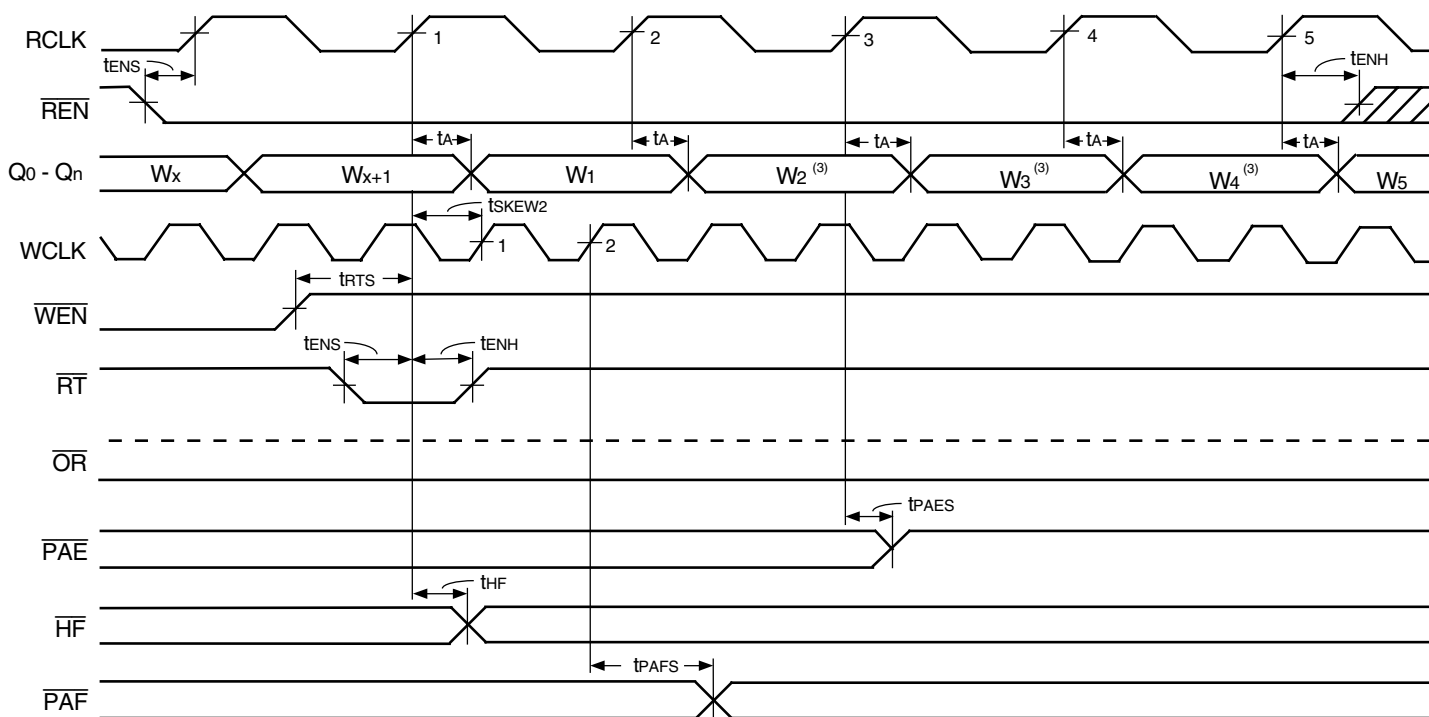 RCLK 1 2 3 4 5
tENS tENH
REN
tA tA tA tA tA
Q0 - Qn Wx Wx+1 W1 W2 (3) W3 (3) W4 (3) W5
tSKEW2
WCLK 1 2
tRTS
WEN
tENS tENH
RT
OR
tPAES
PAE
tHF
HF
tPAFS
PAF